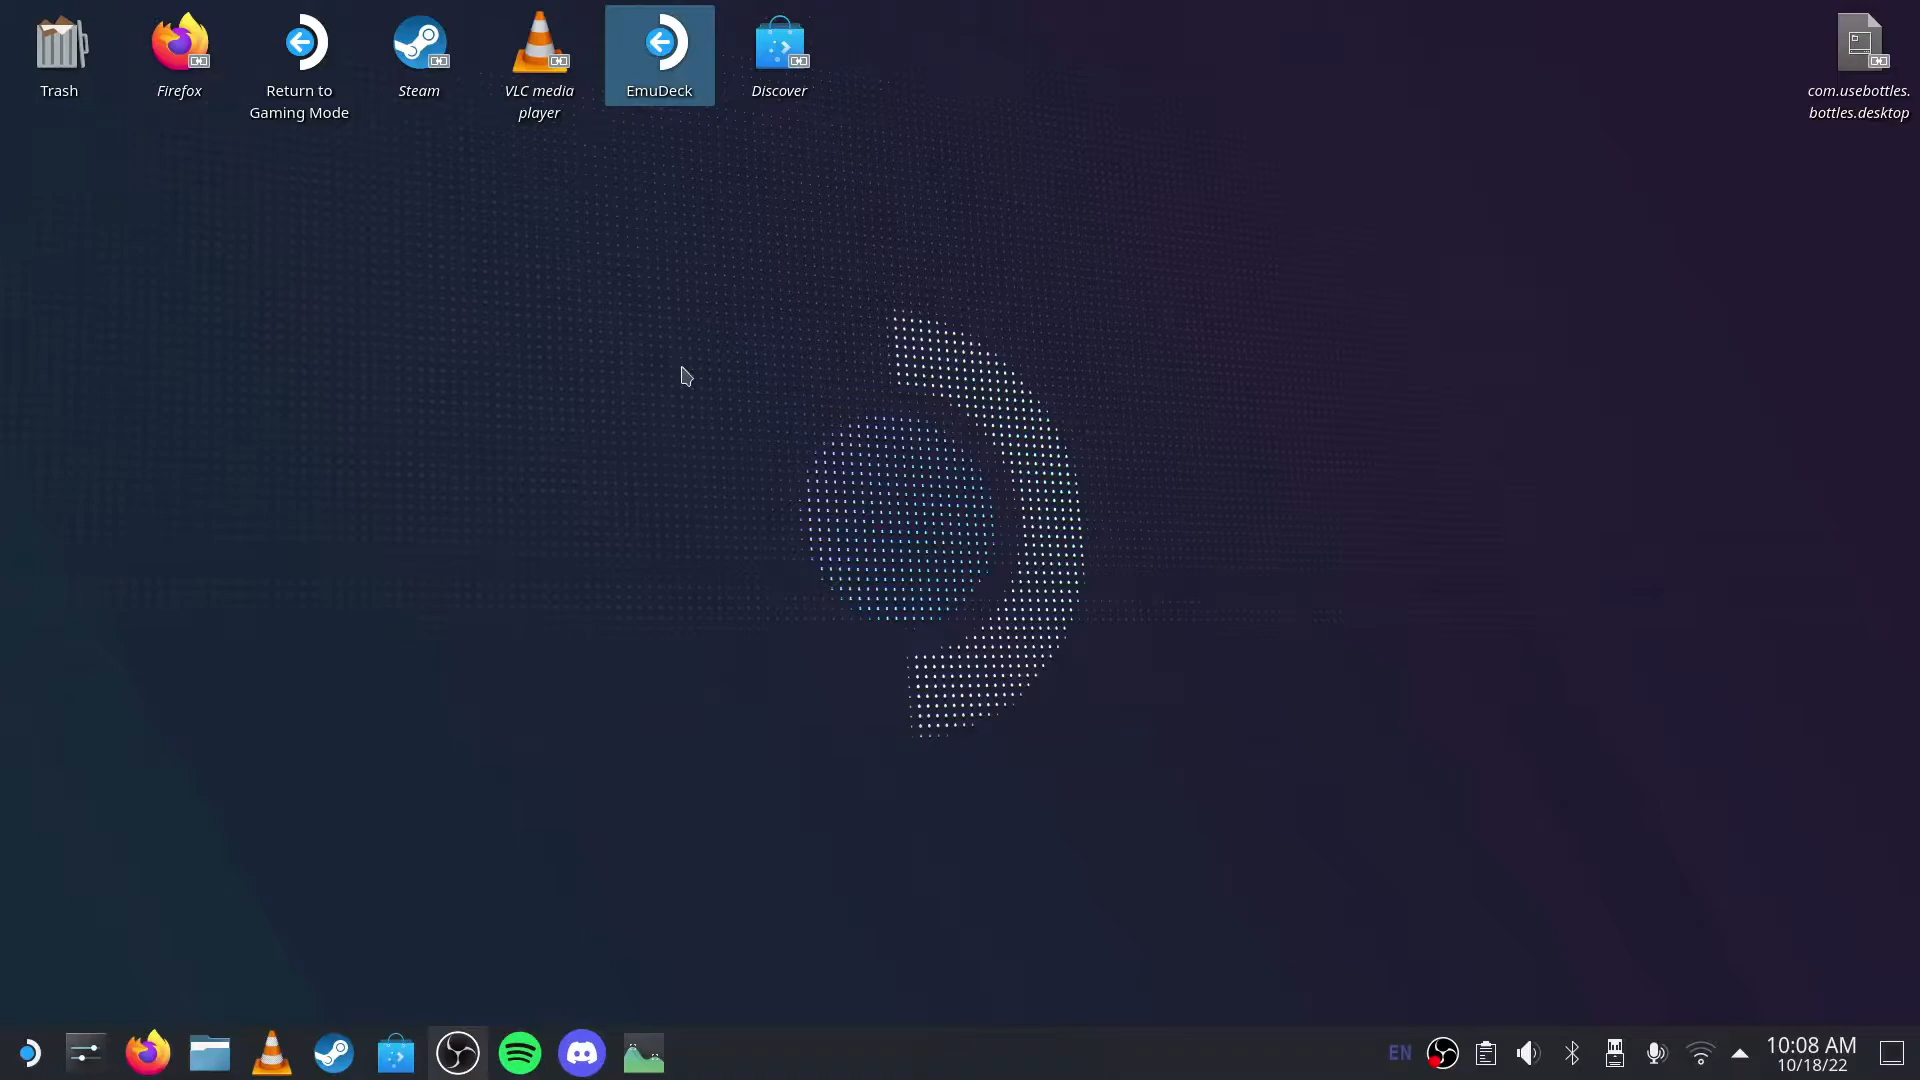 Trash
Firefox
Return to
Gaming Mode
Steam
VLC media
player
EmuDeck
Discover
com.usebottles.
bottles.desktop
EN
10:08 AM
10/18/22